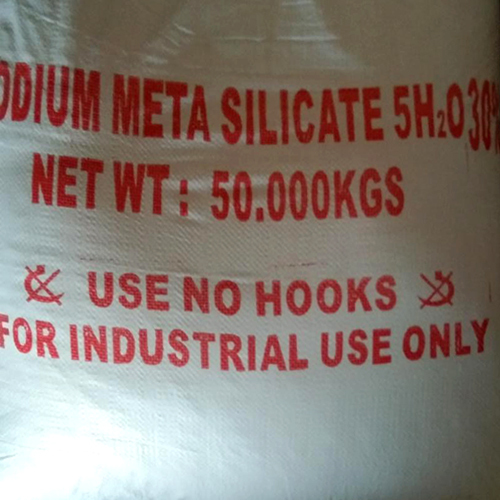 ODIUM META SILICATE 5H₂O 30%
NET WT : 50.000KGS
USE NO HOOKS
FOR INDUSTRIAL USE ONLY